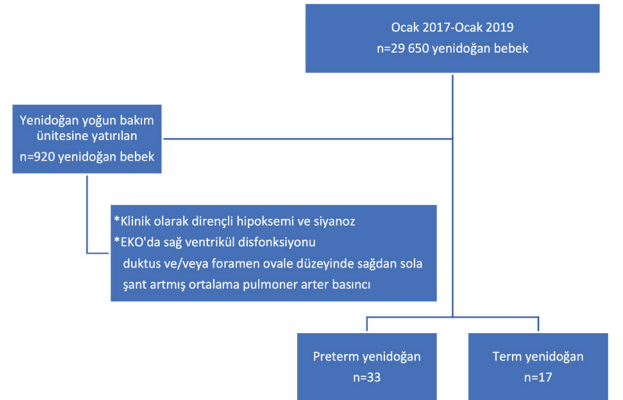 Ocak 2017-Ocak 2019
n=29 650 yenidoğan bebek
Yenidoğan yoğun bakım
ünitesine yatırılan
n=920 yenidoğan bebek
*Klinik olarak dirençli hipoksemi ve siyanoz
*EKO'da sağ ventrikül disfonksiyonu
duktus ve/veya foramen ovale düzeyinde sağdan sola
şant artmış ortalama pulmoner arter basıncı
Preterm yenidoğan
n=33
Term yenidoğan
n=17